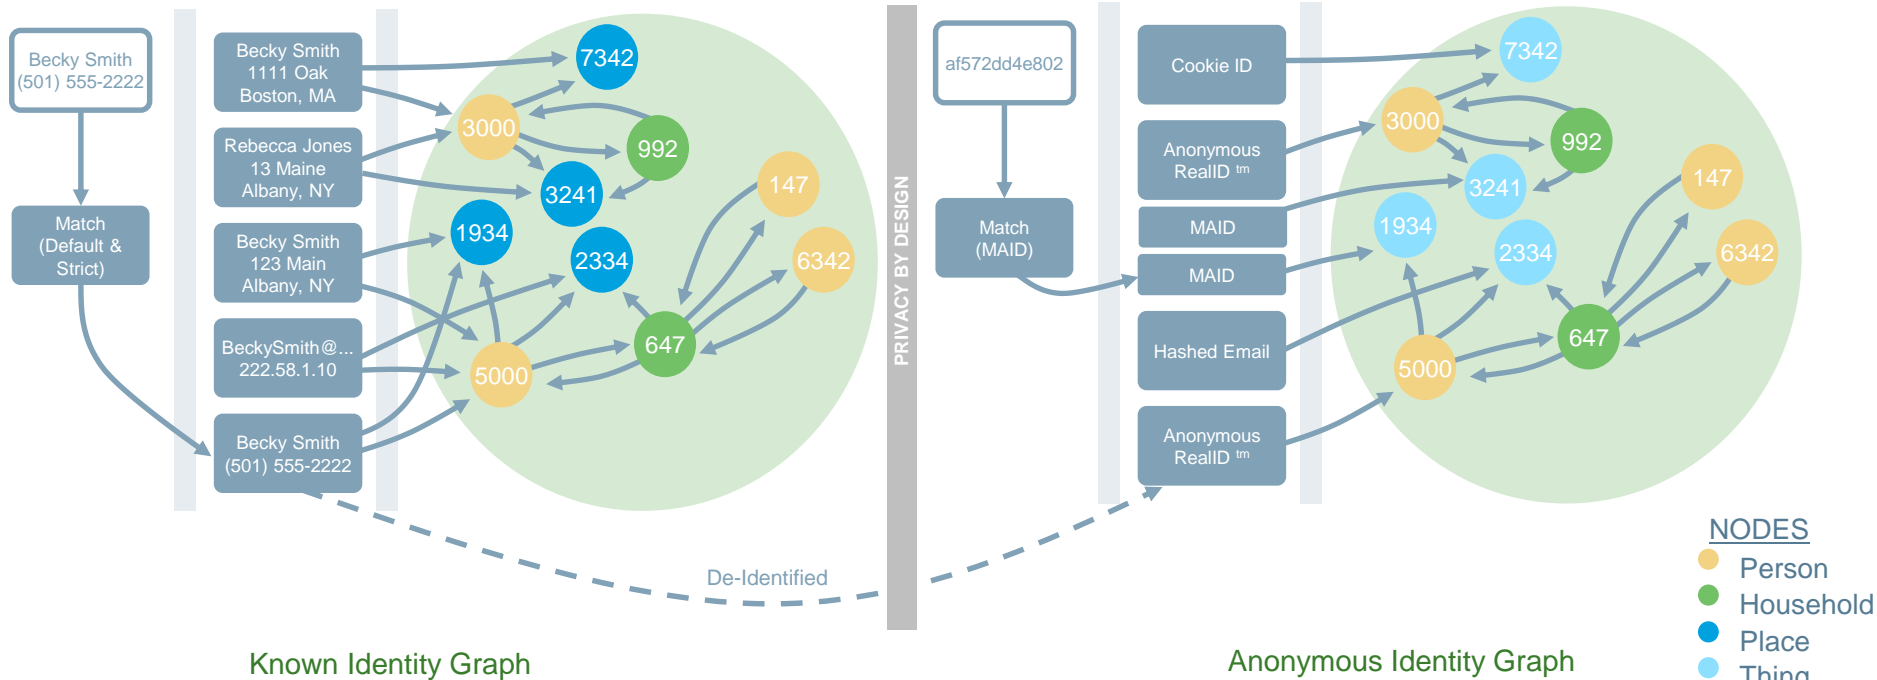 Becky Smith
(501) 555-2222
Match
(Default &
Strict)
Becky Smith
1111 Oak
Boston, MA
Rebecca Jones
13 Maine
Albany, NY
Becky Smith
123 Main
Albany, NY
BeckySmith@...
222.58.1.10
Becky Smith
(501) 555-2222
7342
3000
992
3241
147
1934
2334
6342
647
5000
De-Identified
Known Identity Graph
PRIVACY BY DESIGN
af572dd4e802
Match
(MAID)
Cookie ID
Anonymous
RealID tm
MAID
MAID
Hashed Email
Anonymous
RealID tm
7342
3000
992
3241
147
1934
2334
6342
647
5000
Anonymous Identity Graph
NODES
Person
Household
Place
Thing